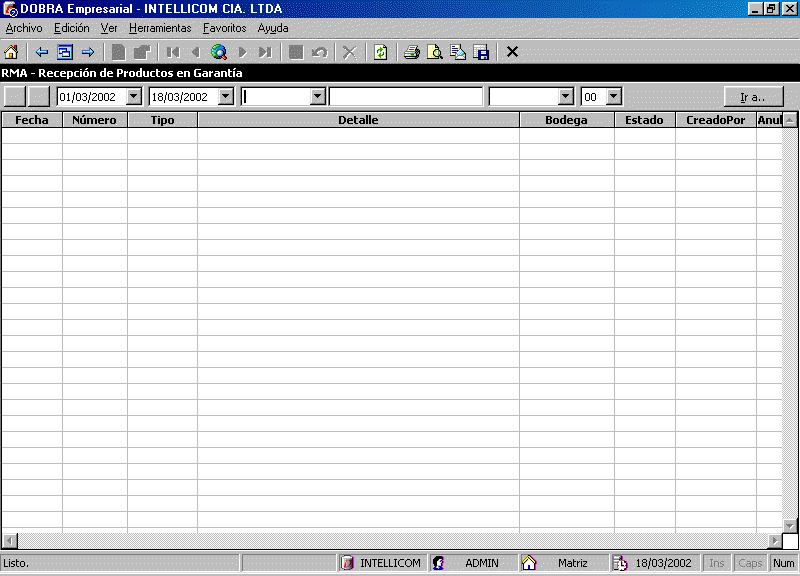 DOBRA Empresarial - INTELLICOM CIA. LTDA
Archivo Edición Ver Herramientas Favoritos Ayuda
RMA - Recepción de Productos en Garantía
01/03/2002 18/03/2002 00 Ir a..
Fecha Número Tipo Detalle Bodega Estado CreadoPor Anul
Listo. INTELLICOM ADMIN Matriz 18/03/2002 Ins Caps Num